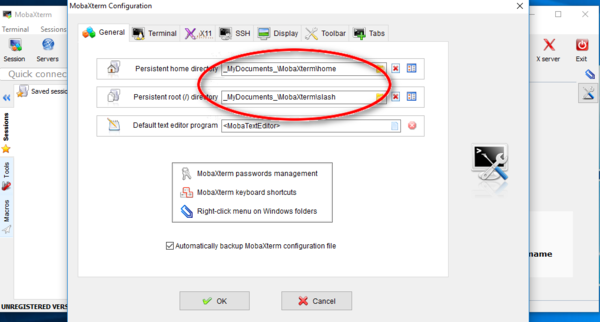 MobaXterm
MobaXterm Configuration
Terminal Sessions
General Terminal X11 SSH Display Toolbar Tabs
Session Servers
X server Exit
Quick connec
Persistent home directory _MyDocuments_\MobaXterm\home
Saved session
Persistent root (/) directory _MyDocuments_\MobaXterm\slash
Default text editor program <MobaTextEditor>
Sessions
Tools
Macros
MobaXterm passwords management
MobaXterm keyboard shortcuts
Right-click menu on Windows folders
Automatically backup MobaXterm configuration file
name
OK Cancel
UNREGISTERED VERS